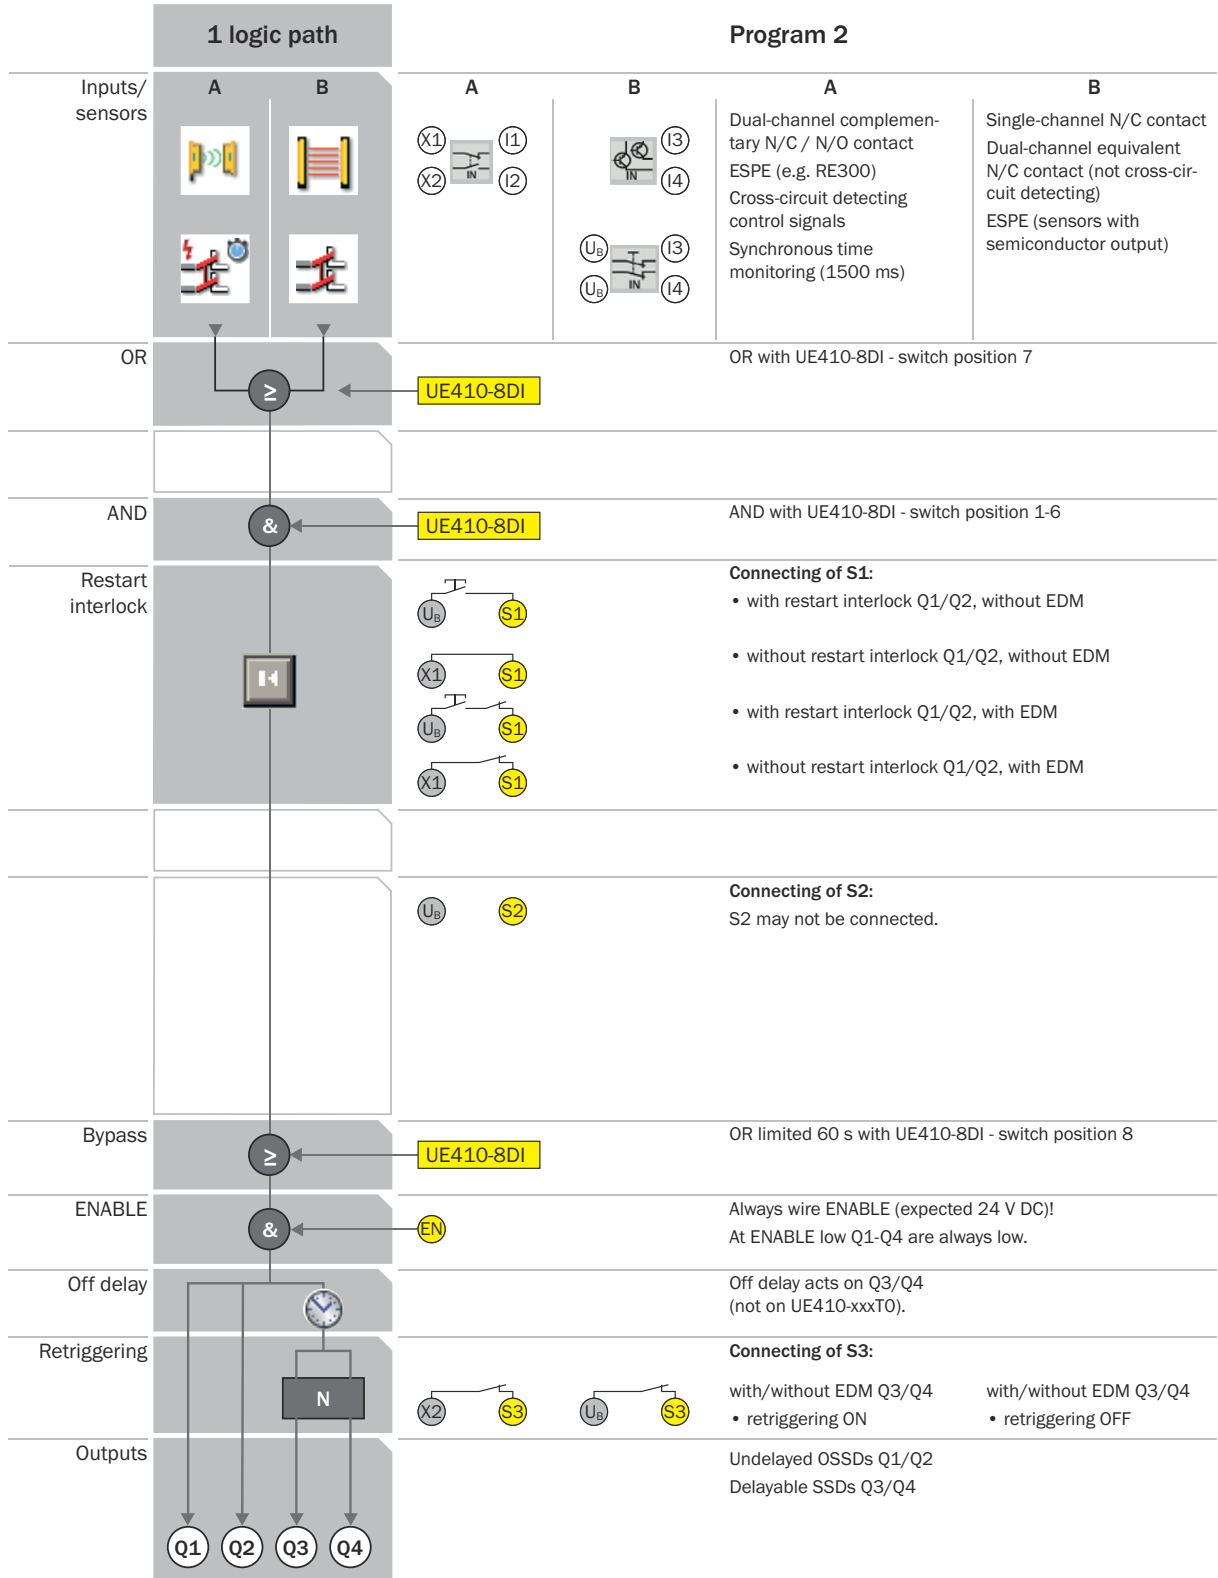 1 logic path
Program 2
Inputs/
sensors
A
B
A
B
A
B
X1
I1
X2
I2
IN
I3
I4
IN
UB
I3
UB
I4
IN
Dual-channel complemen-
tary N/C / N/O contact
ESPE (e.g. RE300)
Cross-circuit detecting
control signals
Synchronous time
monitoring (1500 ms)
Single-channel N/C contact
Dual-channel equivalent
N/C contact (not cross-cir-
cuit detecting)
ESPE (sensors with
semiconductor output)
OR
≥
UE410-8DI
OR with UE410-8DI - switch position 7
AND
&
UE410-8DI
AND with UE410-8DI - switch position 1-6
Restart
interlock
Connecting of S1:
UB
S1
• with restart interlock Q1/Q2, without EDM
X1
S1
• without restart interlock Q1/Q2, without EDM
UB
S1
• with restart interlock Q1/Q2, with EDM
X1
S1
• without restart interlock Q1/Q2, with EDM
UB
S2
Connecting of S2:
S2 may not be connected.
Bypass
≥
UE410-8DI
OR limited 60 s with UE410-8DI - switch position 8
ENABLE
&
EN
Always wire ENABLE (expected 24 V DC)!
At ENABLE low Q1-Q4 are always low.
Off delay
Off delay acts on Q3/Q4
(not on UE410-xxxT0).
Retriggering
N
X2
S3
UB
S3
Connecting of S3:
with/without EDM Q3/Q4
• retriggering ON
with/without EDM Q3/Q4
• retriggering OFF
Outputs
Undelayed OSSDs Q1/Q2
Delayable SSDs Q3/Q4
Q1
Q2
Q3
Q4